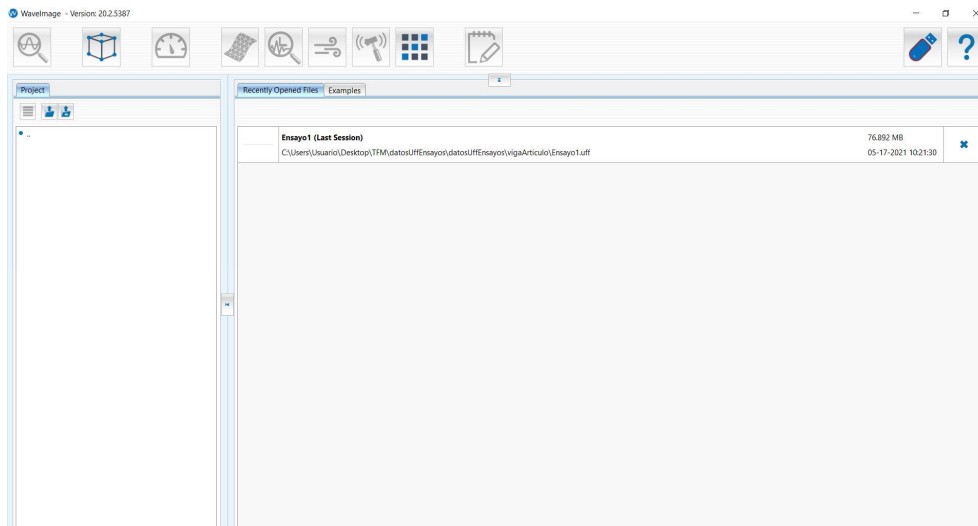 WaveImage - Version: 20.2.5387
Project
Recently Opened Files Examples
..
Ensayo1 (Last Session) 76.892 MB
C:\Users\Usuario\Desktop\TFM\datosUffEnsayos\datosUffEnsayos\vigaArticulo\Ensayo1.uff 05-17-2021 10:21:30